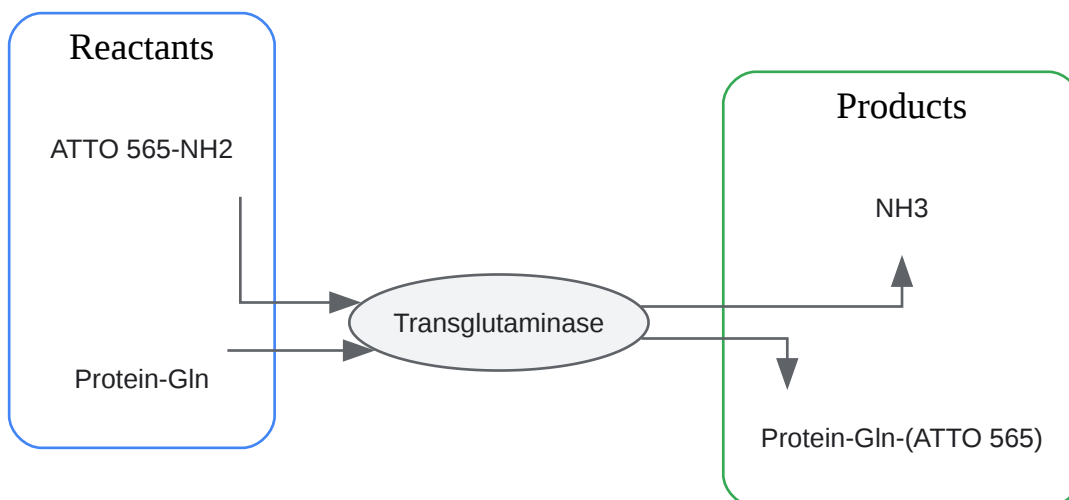 Reactants
ATTO 565-NH2
Protein-Gln
Transglutaminase
Products
NH3
Protein-Gln-(ATTO 565)